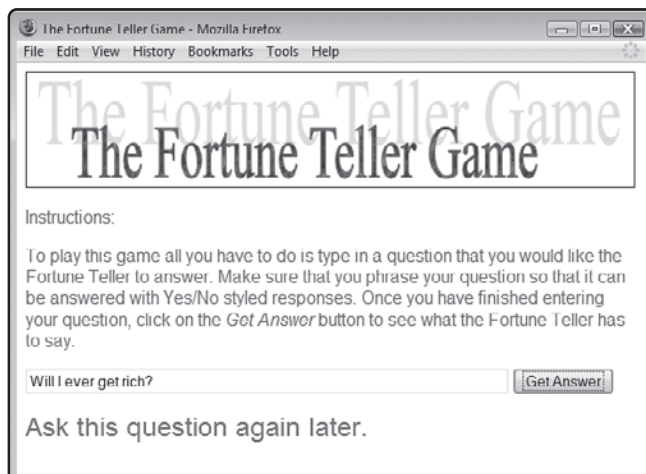 The Fortune Teller Game - Mozilla Firefox
File Edit View History Bookmarks Tools Help
The Fortune Teller Game
The Fortune Teller Game
Instructions:
To play this game all you have to do is type in a question that you would like the
Fortune Teller to answer. Make sure that you phrase your question so that it can
be answered with Yes/No styled responses. Once you have finished entering
your question, click on the Get Answer button to see what the Fortune Teller has
to say.
Will I ever get rich? Get Answer
Ask this question again later.